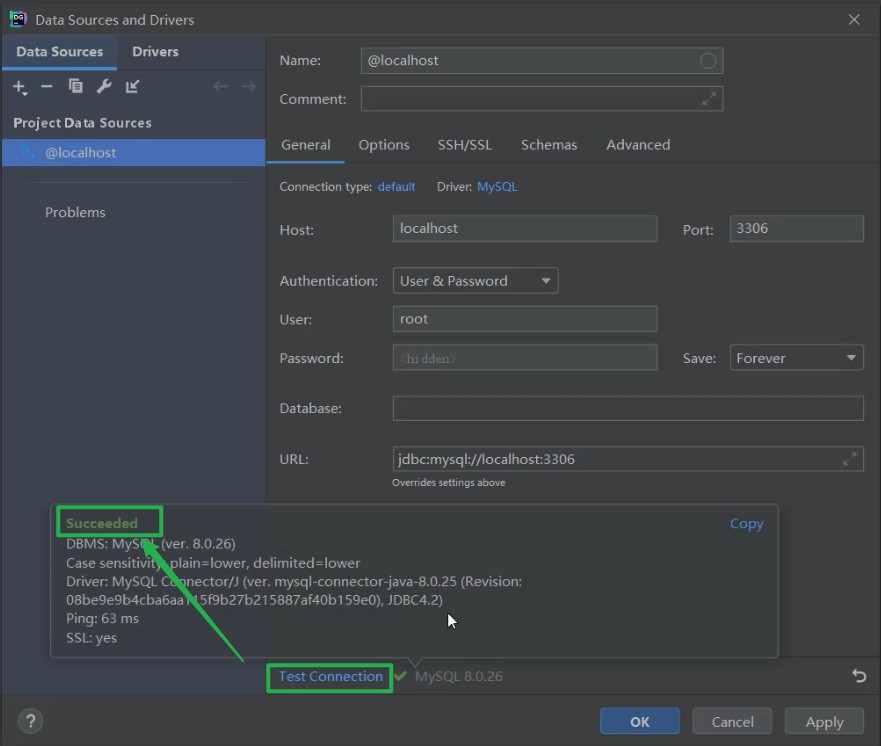 Data Sources and Drivers
Data Sources Drivers
Project Data Sources
@localhost
Problems
Name: @localhost
Comment:
General Options SSH/SSL Schemas Advanced
Connection type: default Driver: MySQL
Host: localhost Port: 3306
Authentication: User & Password
User: root
Password: <hidden> Save: Forever
Database:
URL: jdbc:mysql://localhost:3306
Overrides settings above
Succeeded Copy
DBMS: MySQL (ver. 8.0.26)
Case sensitivity: plain=lower, delimited=lower
Driver: MySQL Connector/J (ver. mysql-connector-java-8.0.25 (Revision:
JDBC4.2)
Ping: 63 ms
SSL: yes
Test Connection MySQL 8.0.26
? OK Cancel Apply